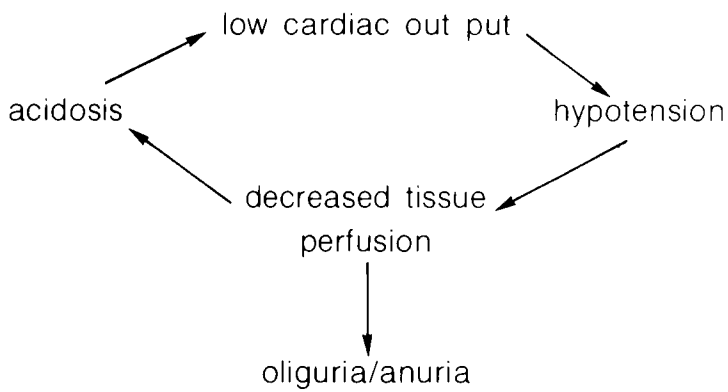 low cardiac out put
acidosis
hypotension
decreased tissue
perfusion
oliguria/anuria